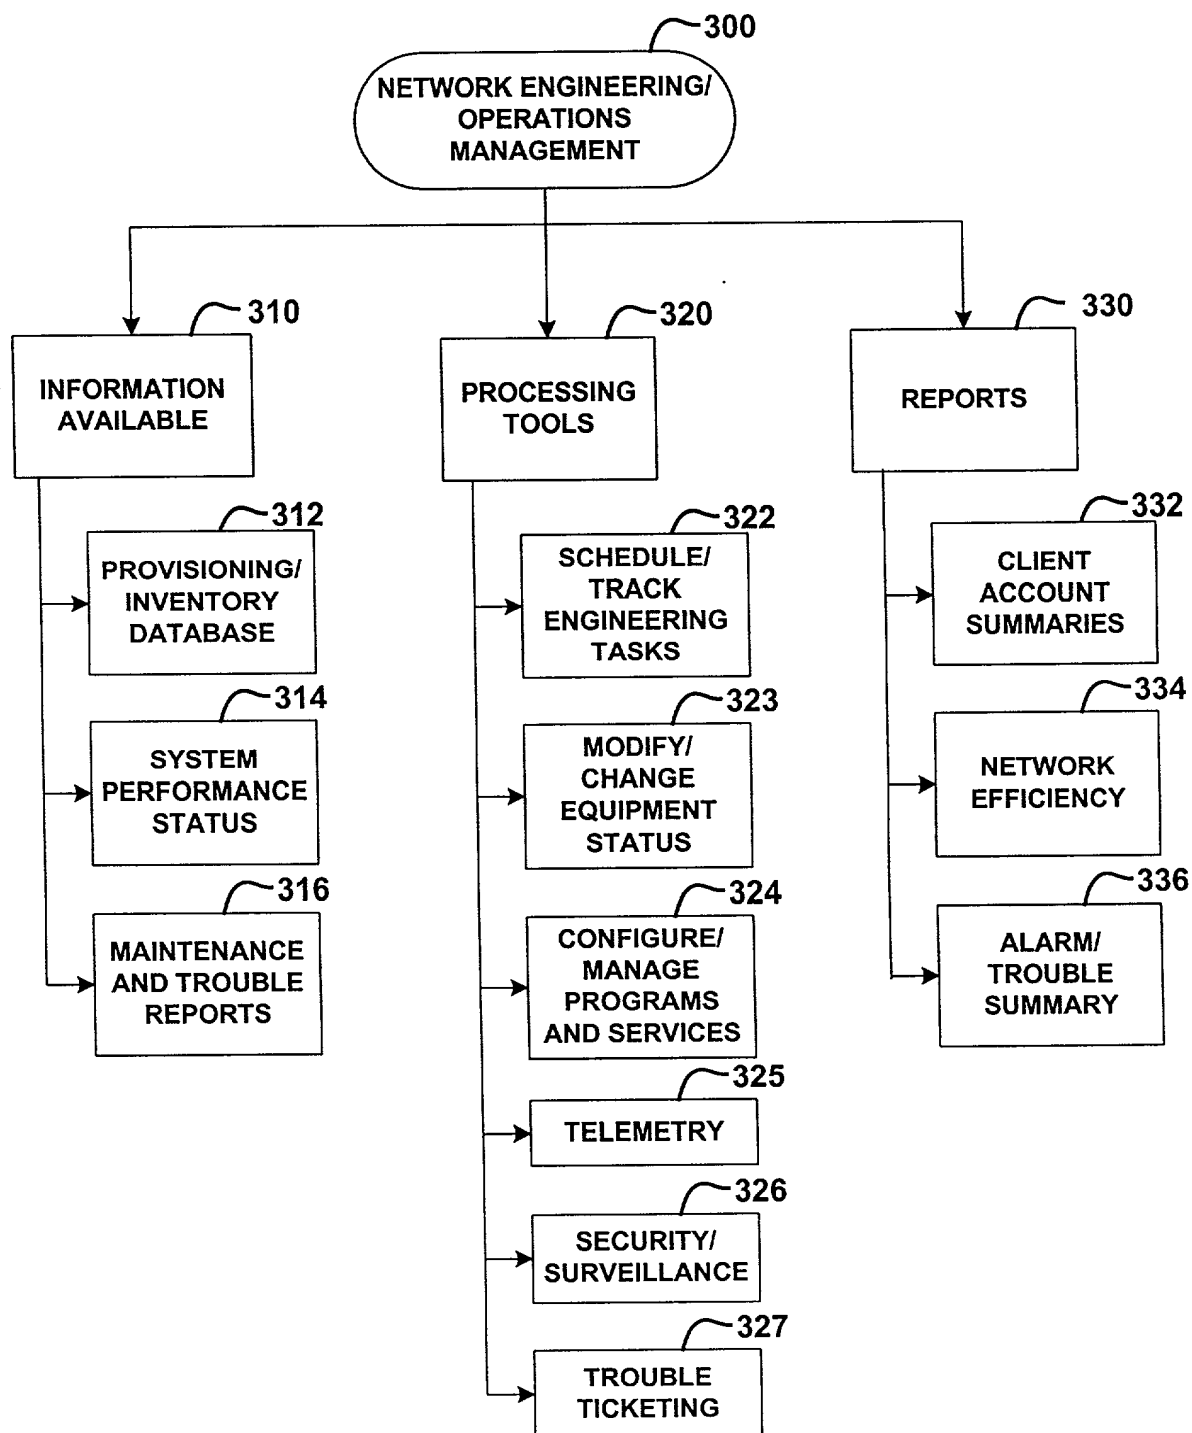 300
NETWORK ENGINEERING/
OPERATIONS
MANAGEMENT
310
INFORMATION
AVAILABLE
312
PROVISIONING/
INVENTORY
DATABASE
314
SYSTEM
PERFORMANCE
STATUS
316
MAINTENANCE
AND TROUBLE
REPORTS
320
PROCESSING
TOOLS
322
SCHEDULE/
TRACK
ENGINEERING
TASKS
323
MODIFY/
CHANGE
EQUIPMENT
STATUS
324
CONFIGURE/
MANAGE
PROGRAMS
AND SERVICES
325
TELEMETRY
326
SECURITY/
SURVEILLANCE
327
TROUBLE
TICKETING
330
REPORTS
332
CLIENT
ACCOUNT
SUMMARIES
334
NETWORK
EFFICIENCY
336
ALARM/
TROUBLE
SUMMARY